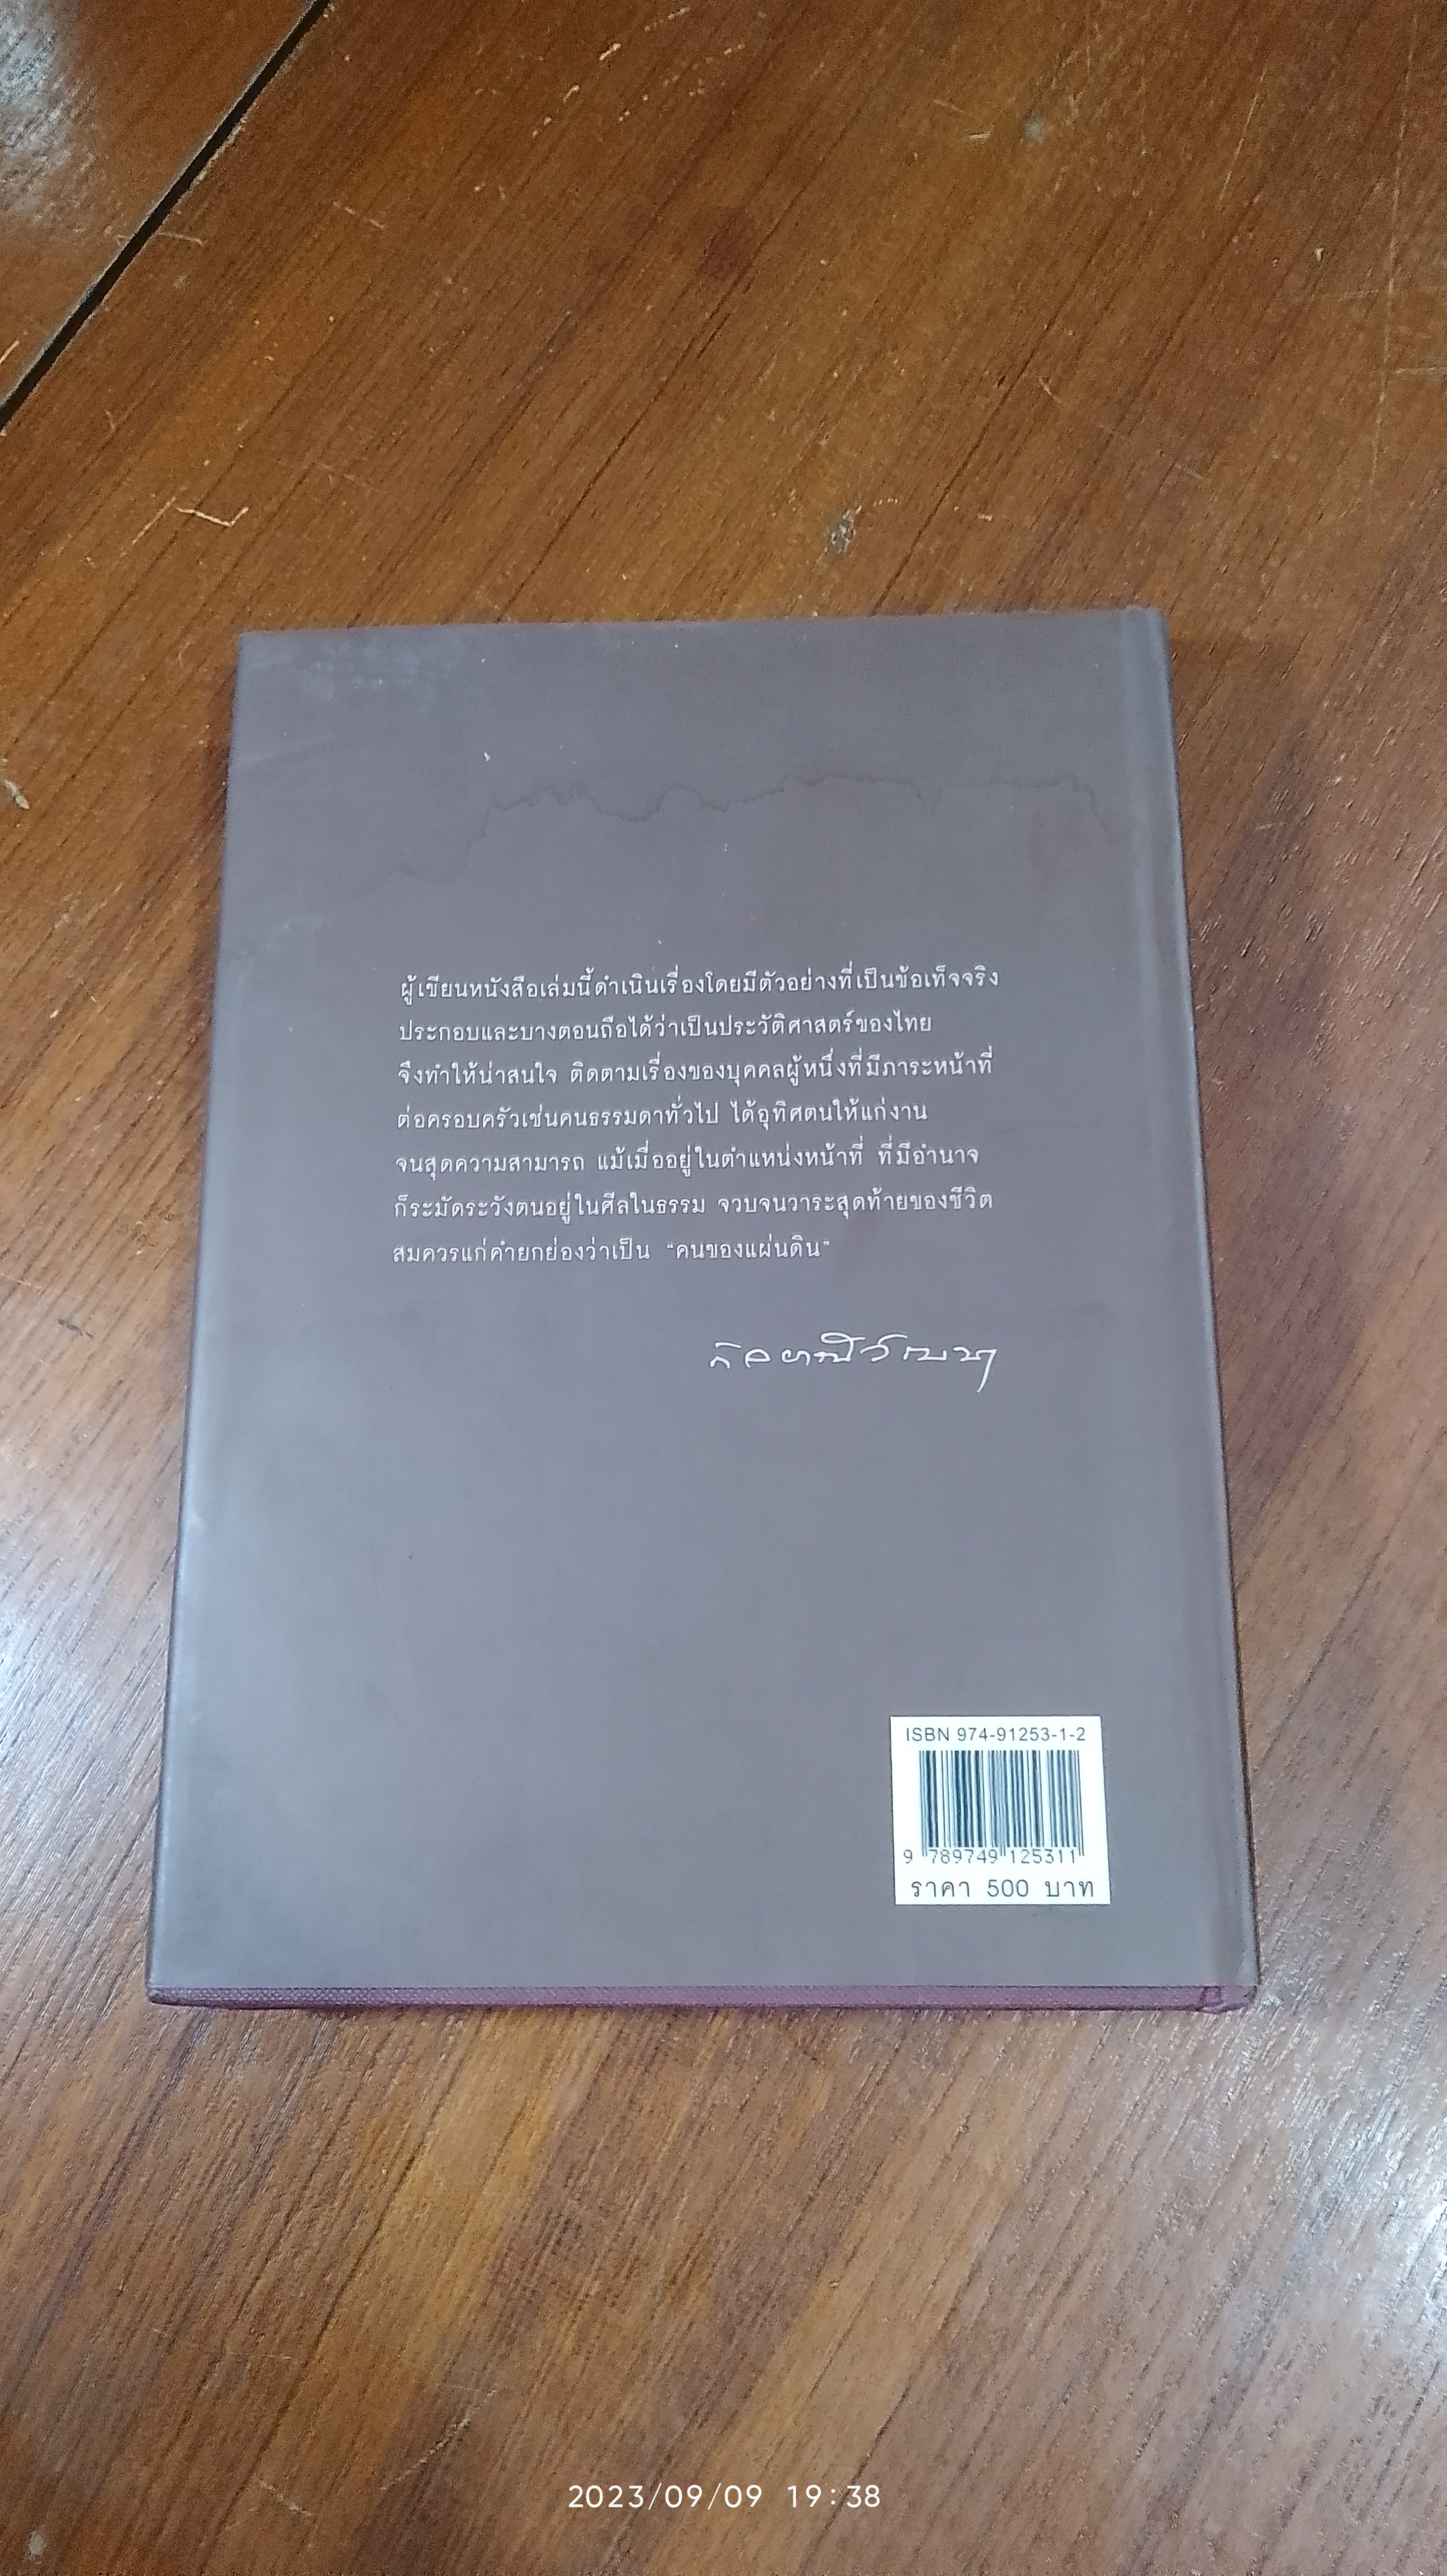 ผู้เขียนหนังสือเล่มนี้ดำเนินเรื่องโดยมีตัวอย่างที่เป็นข้อเท็จจริง
ประกอบและบางตอนถือได้ว่าเป็นประวัติศาสตร์ของไทย
จึงทำให้น่าสนใจ ติดตามเรื่องของบุคคลผู้หนึ่งที่มีภาระหน้าที่
ต่อครอบครัวเช่นคนธรรมดาทั่วไป ได้อุทิศตนให้แก่งาน
จนสุดความสามารถ แม้เมื่ออยู่ในตำแหน่งหน้าที่ ที่มีอำนาจ
ก็ระมัดระวังตนอยู่ในศีลในธรรม จวบจนวาระสุดท้ายของชีวิต
สมควรแก่คำยกย่องว่าเป็น “คนของแผ่นดิน”
กัลยาณิวัฒนา
ISBN 974-91253-1-2
9 789749 125311
ราคา 500 บาท
2023/09/09 19:38